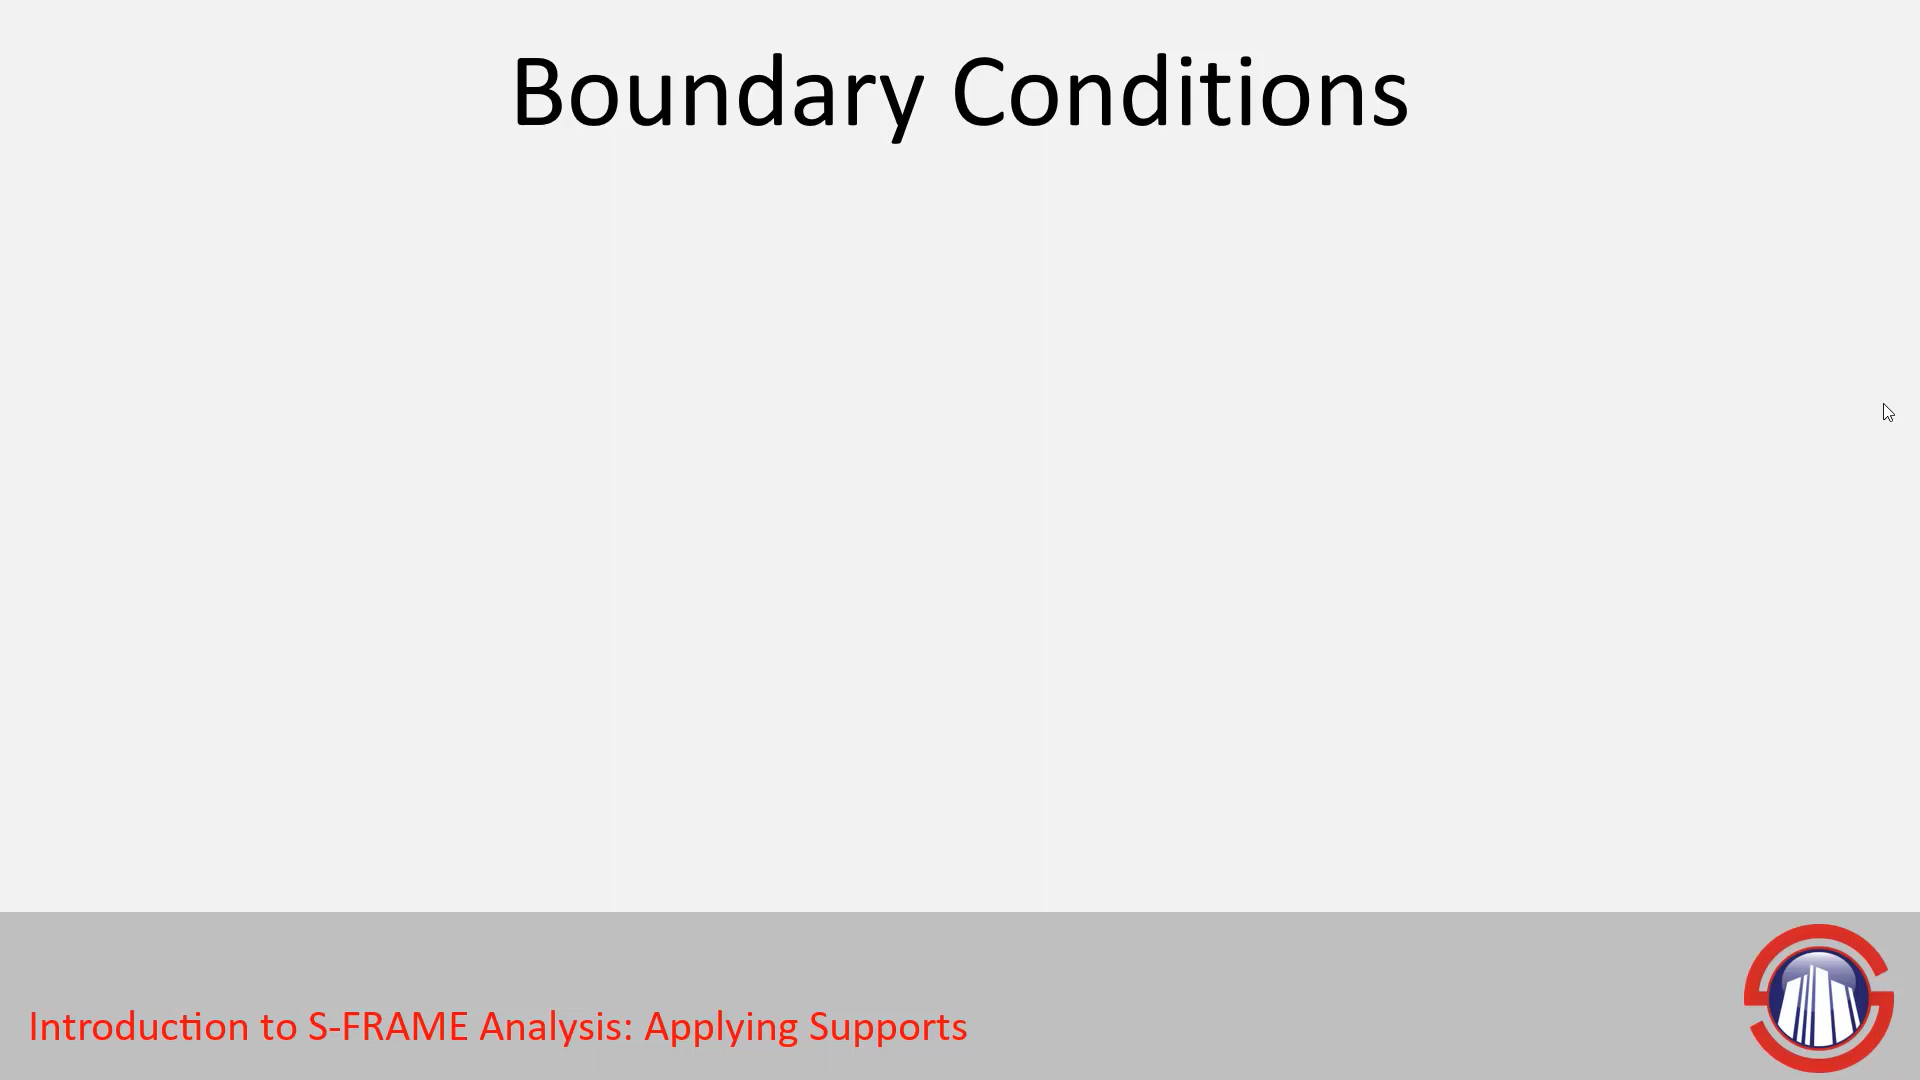 Boundary Conditions
Introduction to S-FRAME Analysis: Applying Supports